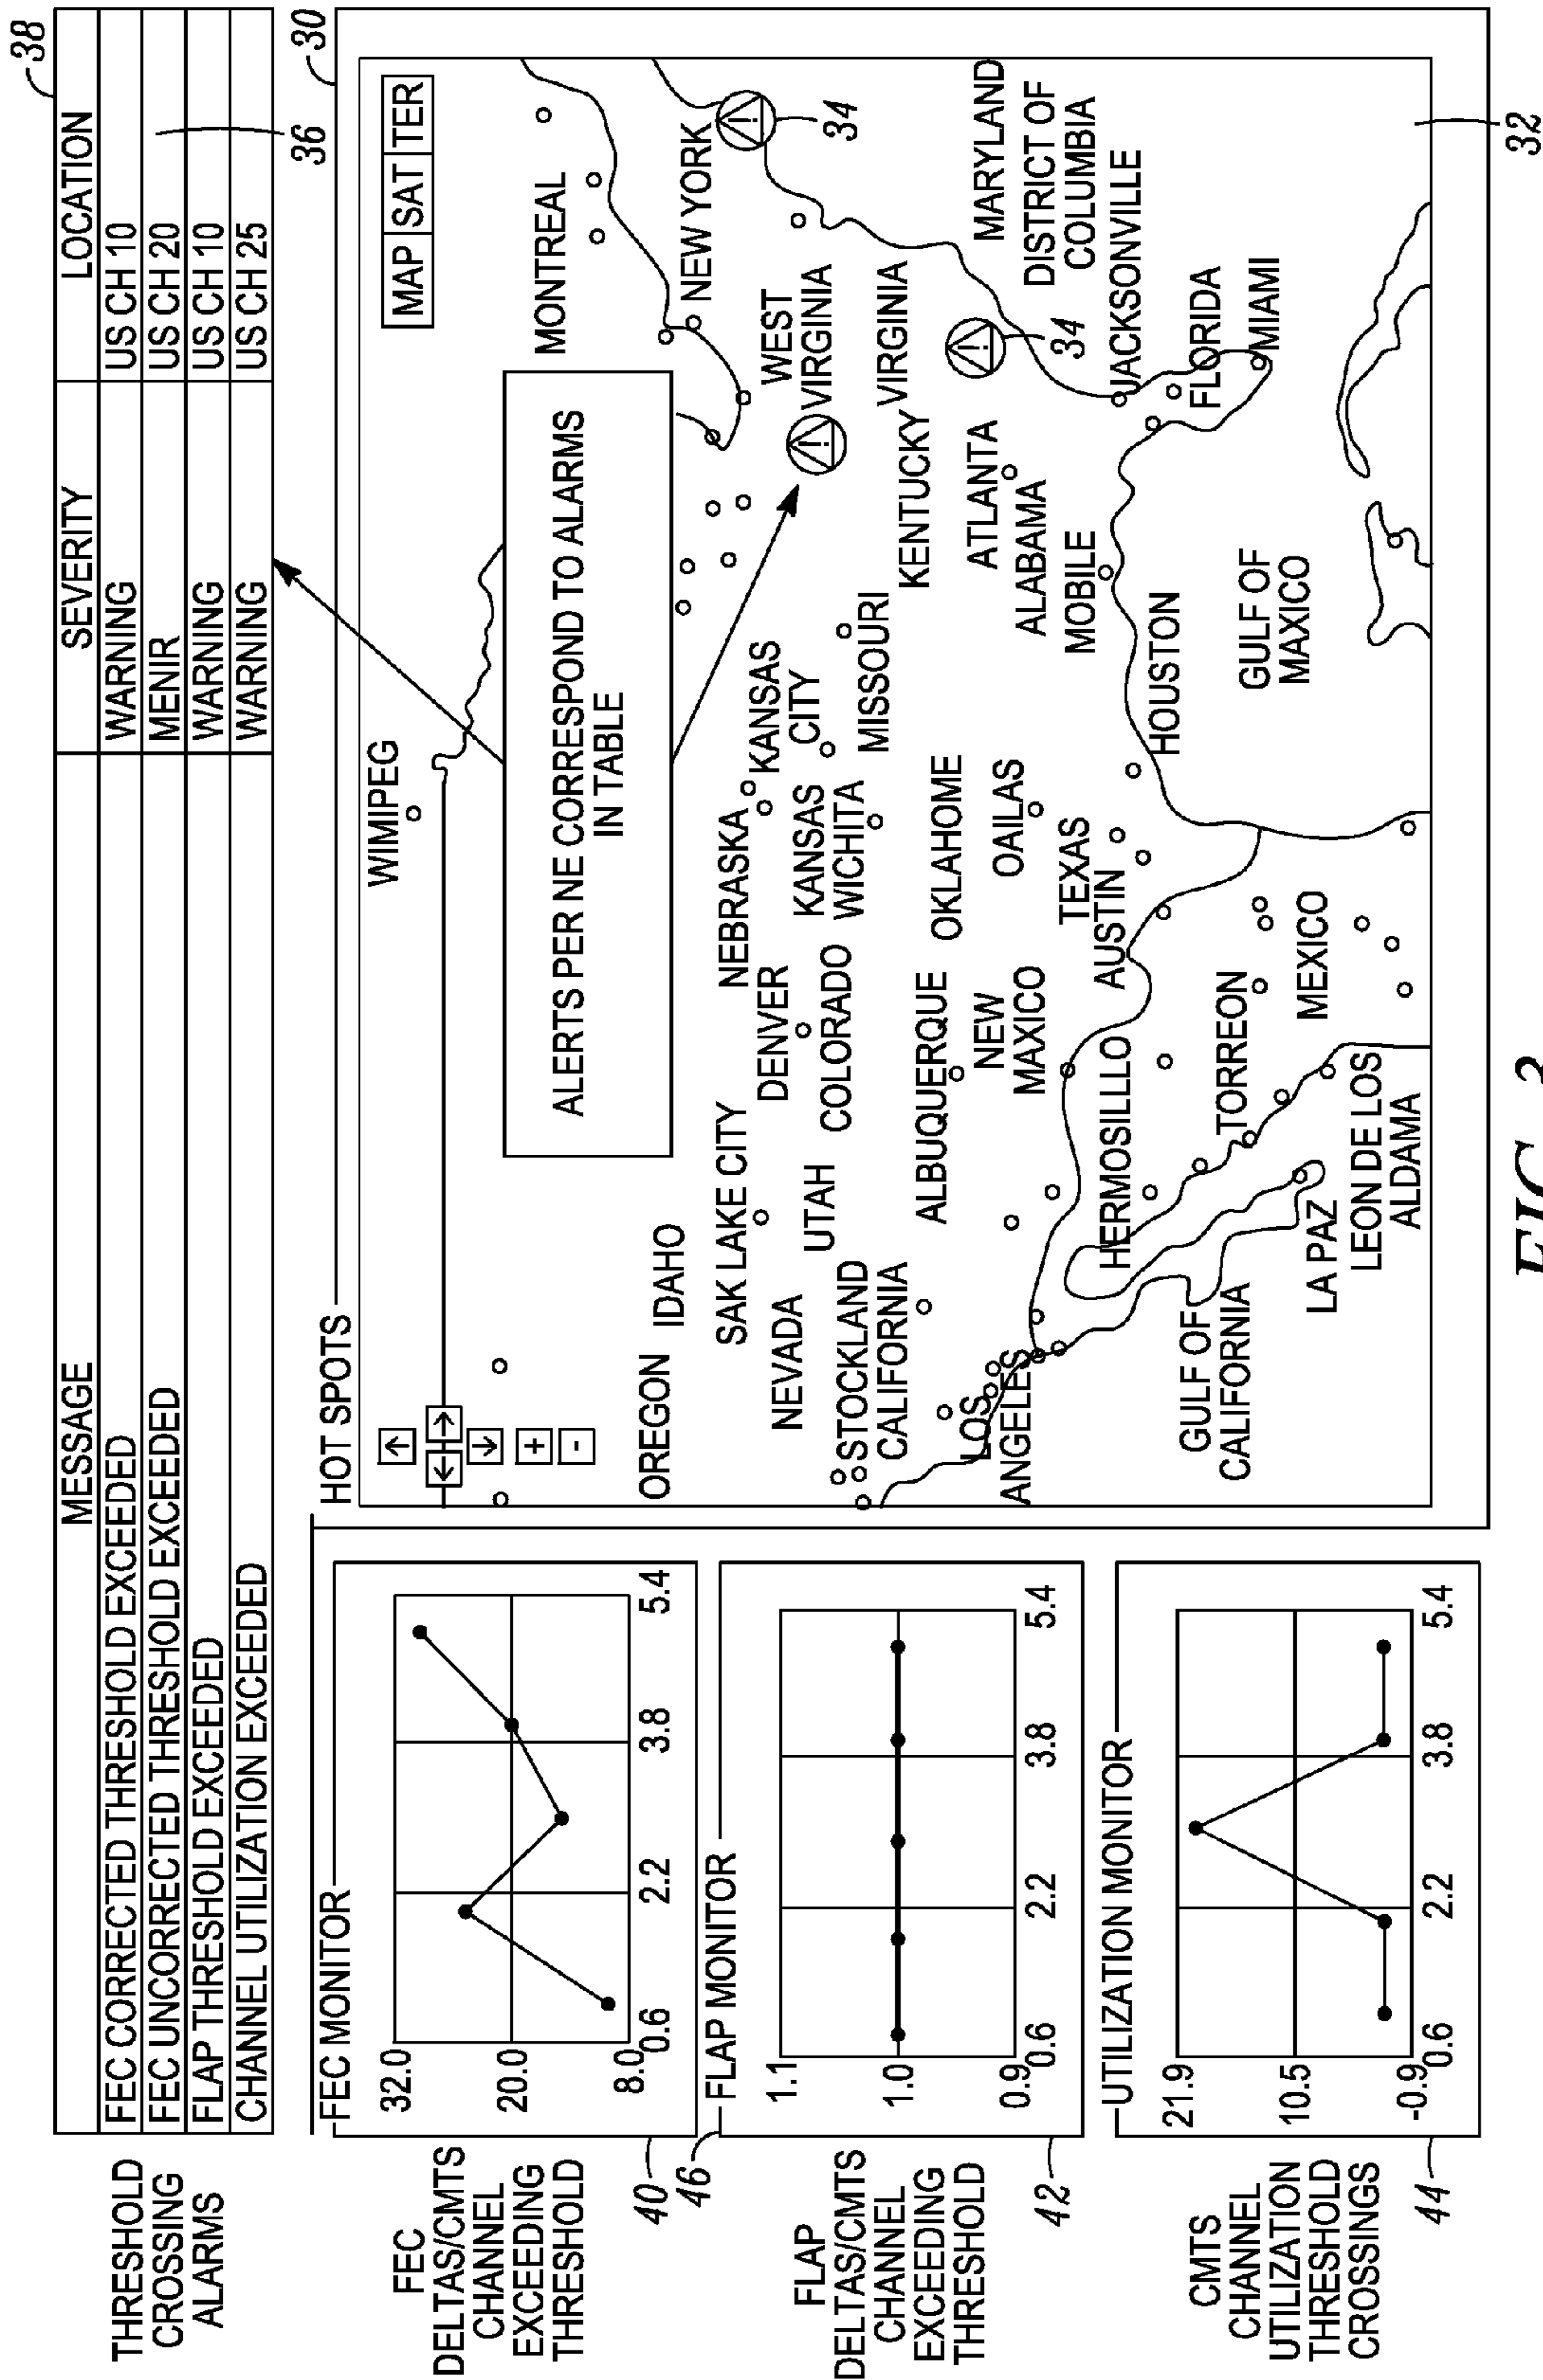 38
MESSAGE SEVERITY LOCATION
FEC CORRECTED THRESHOLD EXCEEDED WARNING US CH 10
FEC UNCORRECTED THRESHOLD EXCEEDED MENIR US CH 20
FLAP THRESHOLD EXCEEDED WARNING US CH 10
CHANNEL UTILIZATION EXCEEDED WARNING US CH 25
THRESHOLD
CROSSING
ALARMS
36
30
FEC MONITOR
32.0
20.0
8.0
0.6 2.2 3.8 5.4
FEC
DELTAS/CMTS
CHANNEL
EXCEEDING
THRESHOLD
40
46
FLAP MONITOR
1.1
1.0
0.9
0.6 2.2 3.8 5.4
FLAP
DELTAS/CMTS
CHANNEL
EXCEEDING
THRESHOLD
42
UTILIZATION MONITOR
21.9
10.5
-0.9
0.6 2.2 3.8 5.4
CMTS
CHANNEL
UTILIZATION
THRESHOLD
CROSSINGS
44
HOT SPOTS
MAP SAT TER
+
-
WIMIPEG
ALERTS PER NE CORRESPOND TO ALARMS
IN TABLE
MONTREAL
OREGON IDAHO
NEW YORK
SAK LAKE CITY
NEBRASKA
KANSAS
CITY
NEVADA
DENVER
UTAH
COLORADO
KANSAS
WICHITA
MISSOURI
WEST
VIRGINIA
34
STOCKLAND
CALIFORNIA
ALBUQUERQUE
OKLAHOME
KENTUCKY
VIRGINIA
LOS
ANGELES
NEW
MAXICO
OAILAS
ATLANTA
ALABAMA
MARYLAND
DISTRICT OF
COLUMBIA
34
TEXAS
AUSTIN
MOBILE
JACKSONVILLE
HERMOSILLLO
HOUSTON
FLORIDA
GULF OF
CALIFORNIA
TORREON
GULF OF
MAXICO
MIAMI
LA PAZ
MEXICO
LEON DE LOS
ALDAMA
32
FIG. 3